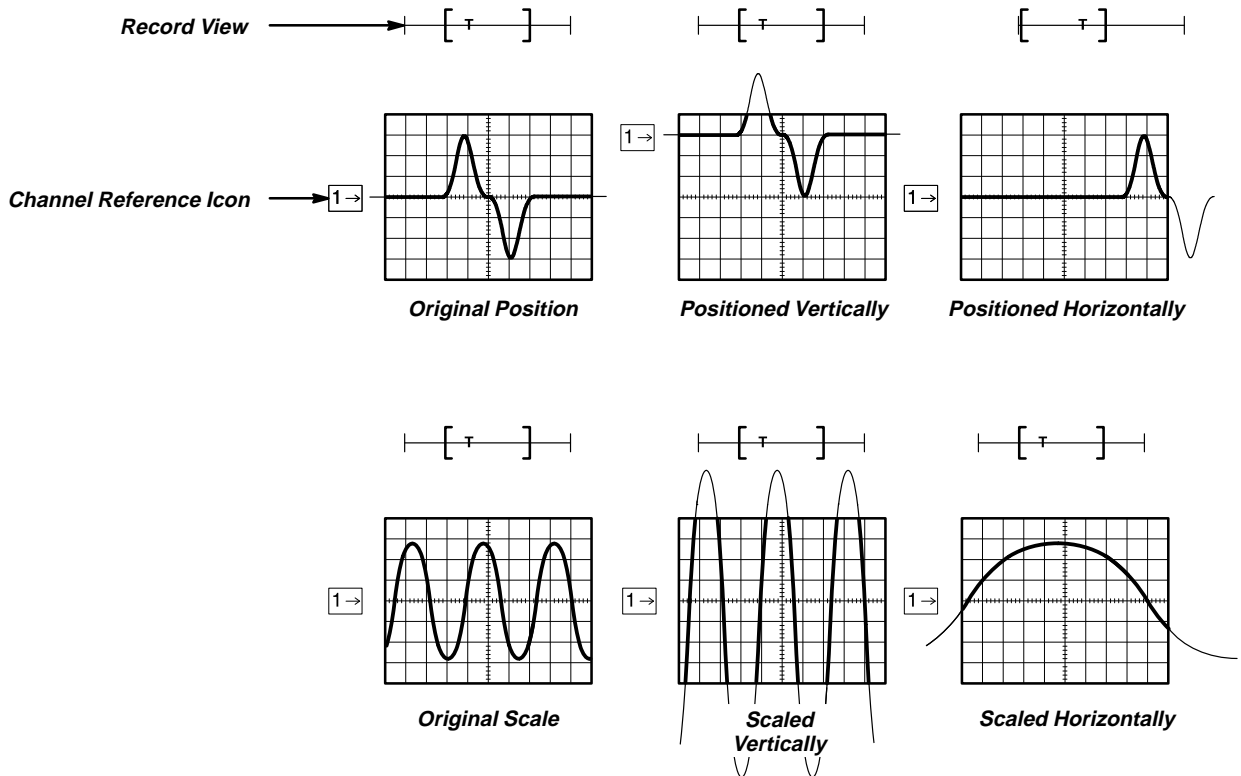 Record View
T
T
T
1→
Channel Reference Icon
1→
1→
Original Position
Positioned Vertically
Positioned Horizontally
T
T
T
1→
1→
1→
Original Scale
Scaled
Vertically
Scaled Horizontally